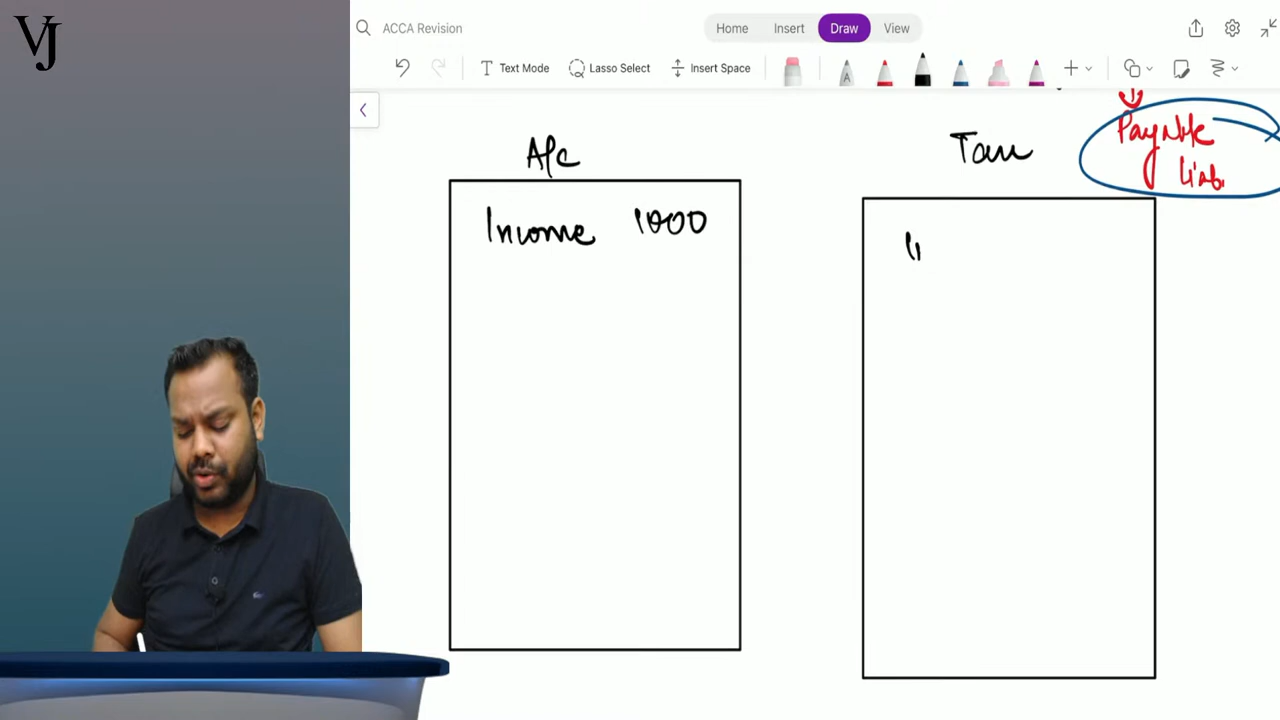 VJ
ACCA Revision
Home Insert Draw View
Text Mode Lasso Select Insert Space
A
A/c
Tax
Payable
Liab.
Income 1000